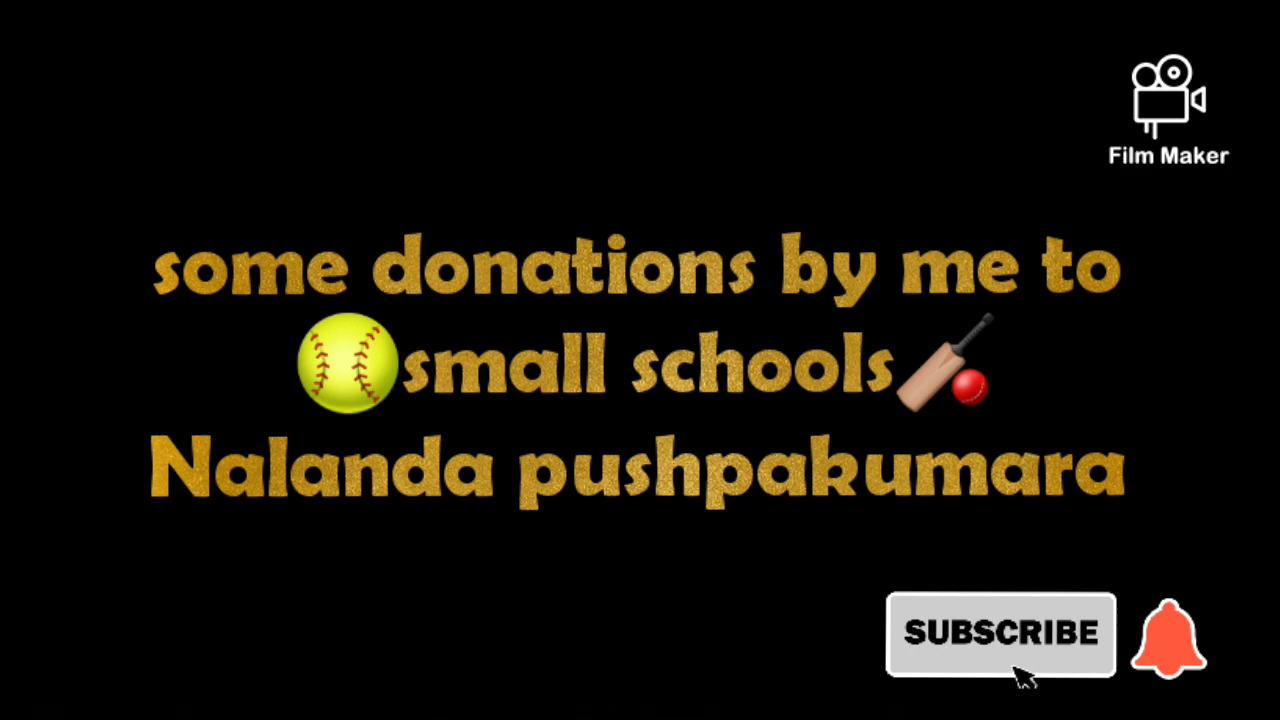 Film Maker
some donations by me to
small schools
Nalanda pushpakumara
SUBSCRIBE